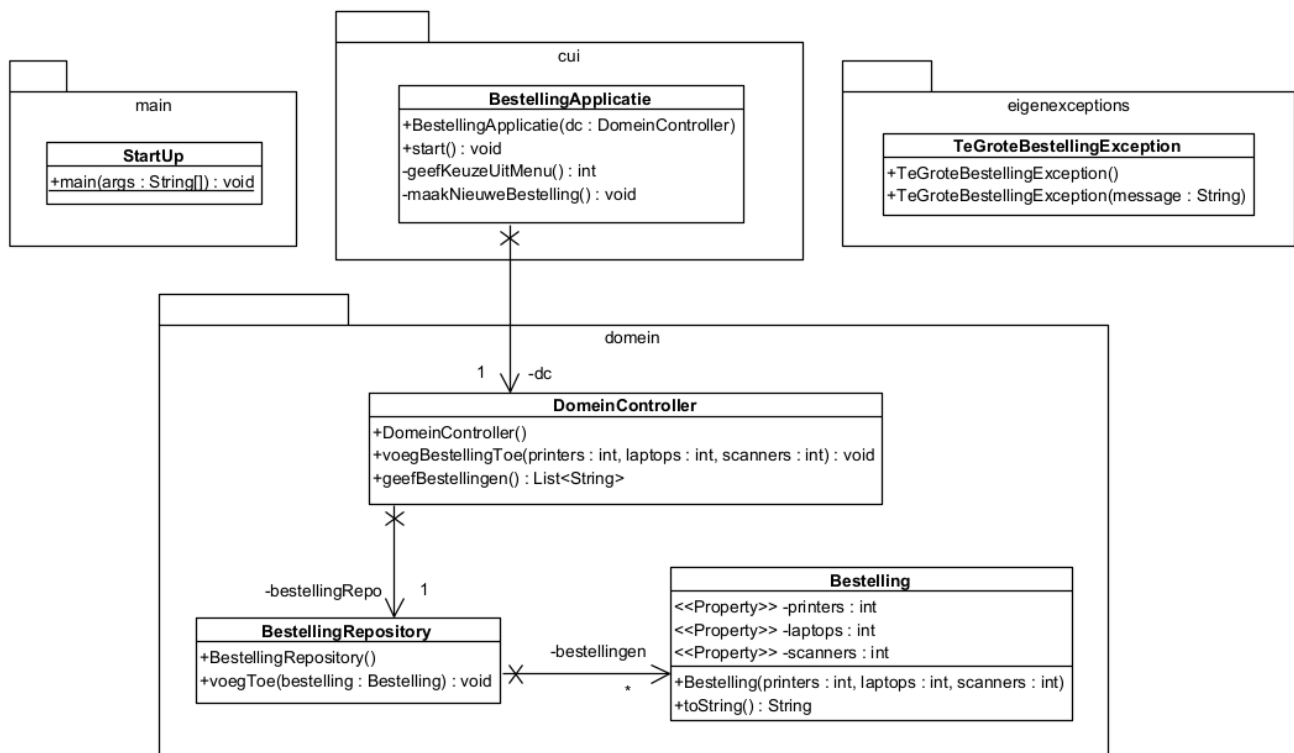 main
StartUp
+main(args : String[]) : void
cui
BestellingApplicatie
+BestellingApplicatie(dc : DomeinController)
+start() : void
-geefKeuzeUitMenu() : int
-maakNieuweBestelling() : void
eigenexceptions
TeGroteBestellingException
+TeGroteBestellingException()
+TeGroteBestellingException(message : String)
domein
1
-dc
DomeinController
+DomeinController()
+voegBestellingToe(printers : int, laptops : int, scanners : int) : void
+geefBestellingen() : List<String>
-bestellingRepo
1
BestellingRepository
+BestellingRepository()
+voegToe(bestelling : Bestelling) : void
-bestellingen
*
Bestelling
<<Property>> -printers : int
<<Property>> -laptops : int
<<Property>> -scanners : int
+Bestelling(printers : int, laptops : int, scanners : int)
+toString() : String